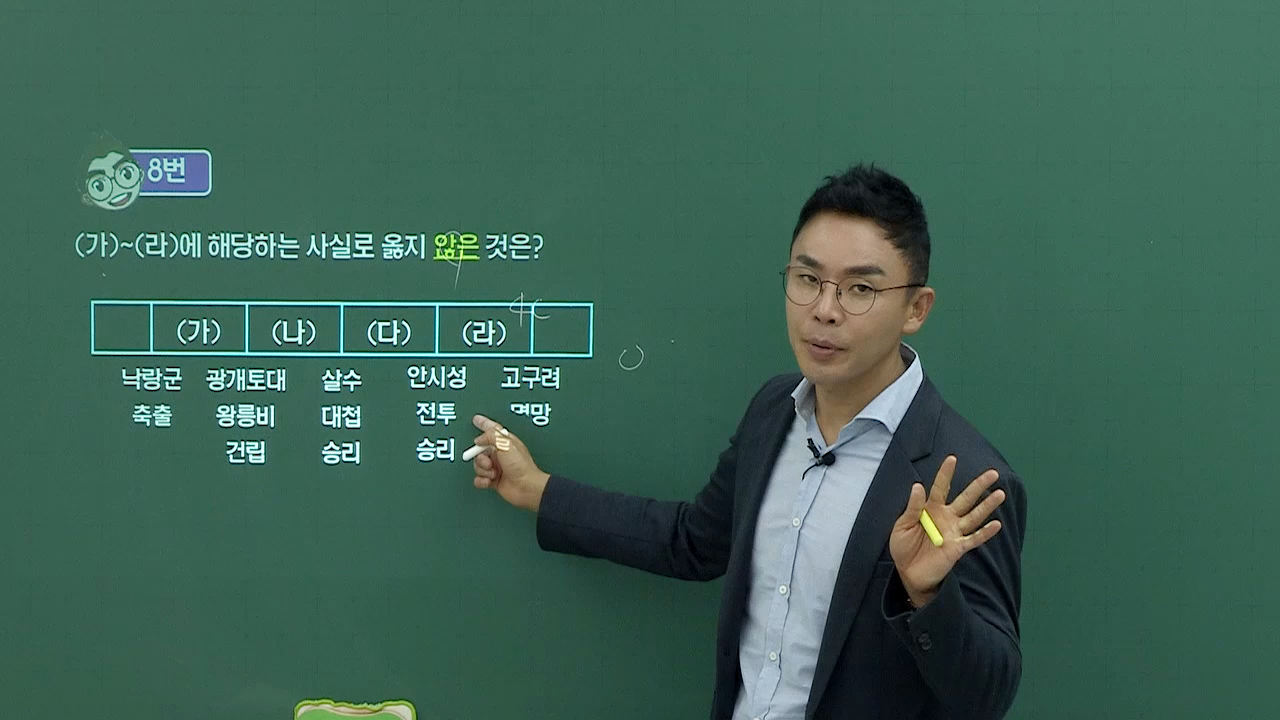 8번
(가)~(라)에 해당하는 사실로 옳지 않은 것은?
4C
(가) (나) (다) (라)
낙랑군 광개토대 살수 안시성 고구려
축출 왕릉비 대첩 전투 멸망
건립 승리 승리